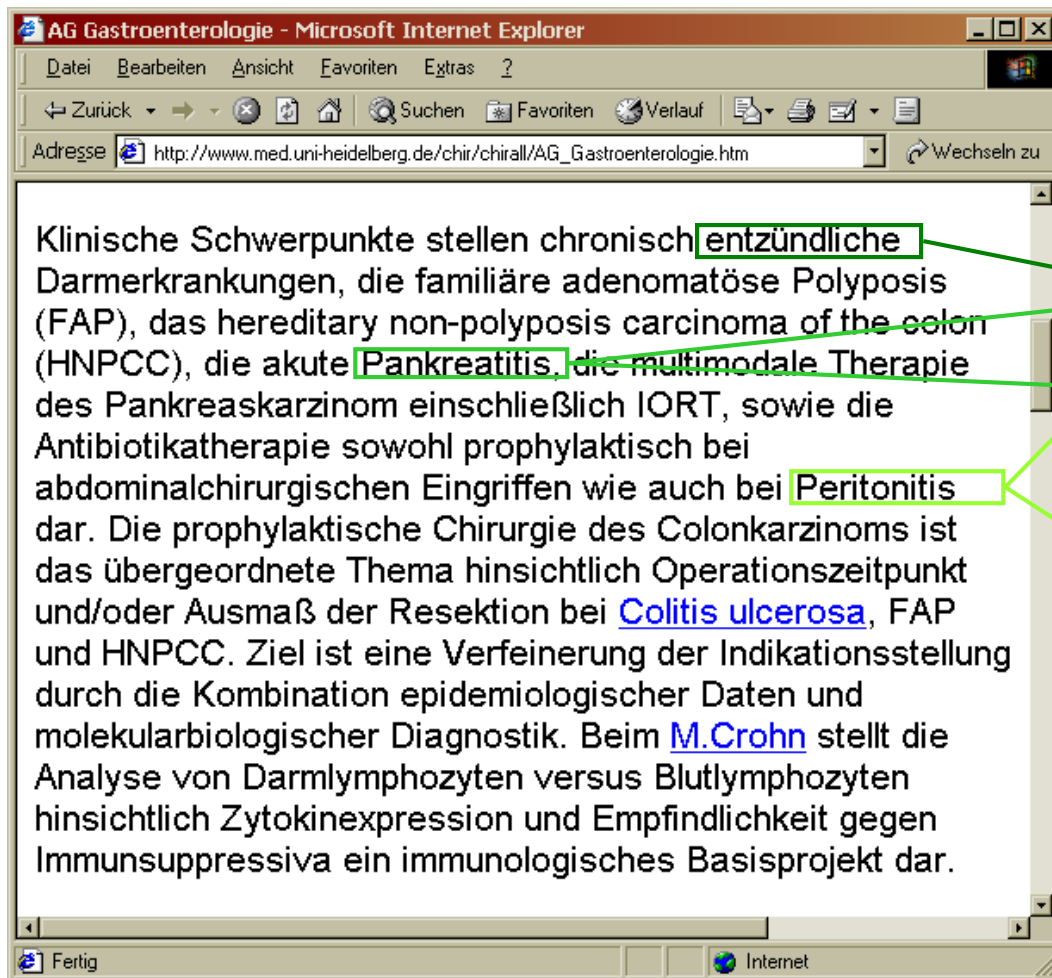 AG Gastroenterologie - Microsoft Internet Explorer
Datei Bearbeiten Ansicht Favoriten Extras ?
Zurück Suchen Favoriten Verlauf
Adresse http://www.med.uni-heidelberg.de/chir/chirall/AG_Gastroenterologie.htm Wechseln zu
Klinische Schwerpunkte stellen chronisch entzündliche
Darmerkrankungen, die familiäre adenomatöse Polyposis
(FAP), das hereditary non-polyposis carcinoma of the colon
(HNPCC), die akute Pankreatitis, die multimodale Therapie
des Pankreaskarzinom einschließlich IORT, sowie die
Antibiotikatherapie sowohl prophylaktisch bei
abdominalchirurgischen Eingriffen wie auch bei Peritonitis
dar. Die prophylaktische Chirurgie des Colonkarzinoms ist
das übergeordnete Thema hinsichtlich Operationszeitpunkt
und/oder Ausmaß der Resektion bei Colitis ulcerosa, FAP
und HNPCC. Ziel ist eine Verfeinerung der Indikationsstellung
durch die Kombination epidemiologischer Daten und
molekularbiologischer Diagnostik. Beim M.Crohn stellt die
Analyse von Darmlymphozyten versus Blutlymphozyten
hinsichtlich Zytokinexpression und Empfindlichkeit gegen
Immunsuppressiva ein immunologisches Basisprojekt dar.
Fertig Internet